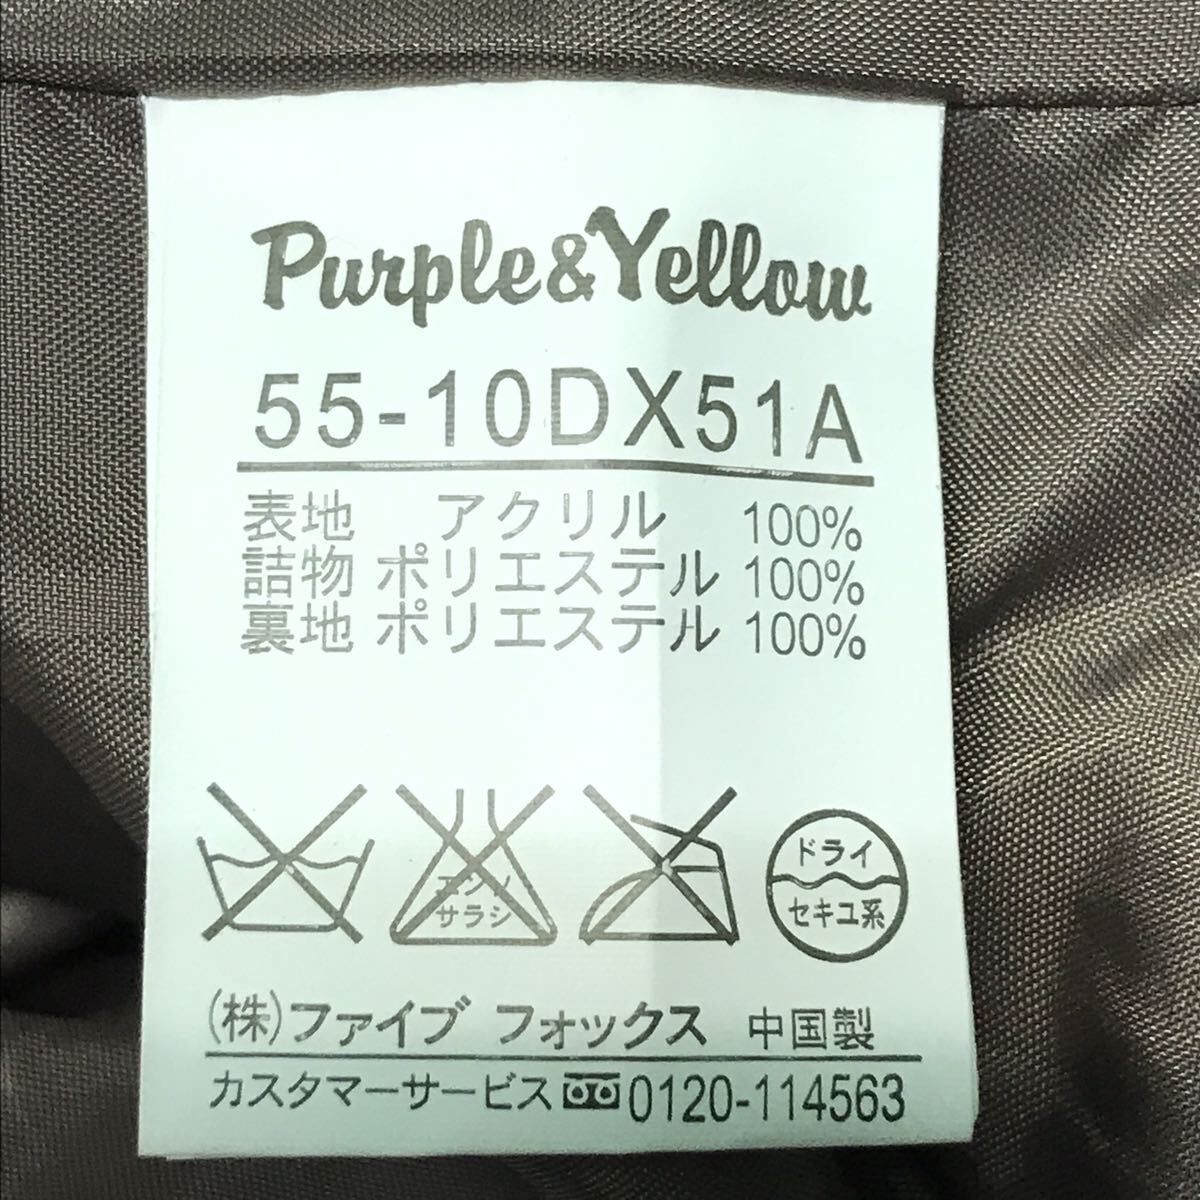 Purple&Yellow
55-10DX51A
表地 アクリル 100%
詰物 ポリエステル 100%
裏地 ポリエステル 100%
エンソ
サラシ
ドライ
セキユ系
(株)ファイブ フォックス 中国製
カスタマーサービス 0120-114563